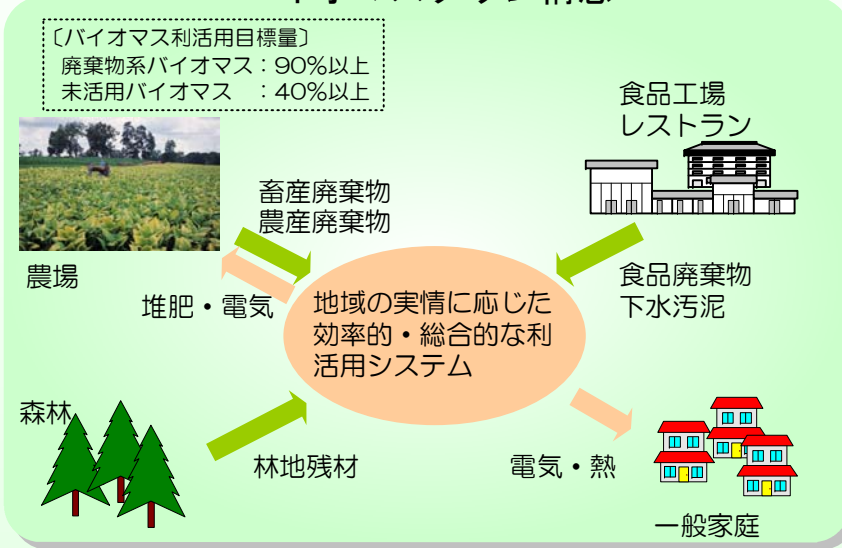 〔バイオマス利活用目標量〕
廃棄物系バイオマス：90%以上
未活用バイオマス　：40%以上
食品工場
レストラン
畜産廃棄物
農産廃棄物
農場
堆肥・電気
地域の実情に応じた
効率的・総合的な利
活用システム
食品廃棄物
下水汚泥
森林
林地残材
電気・熱
一般家庭